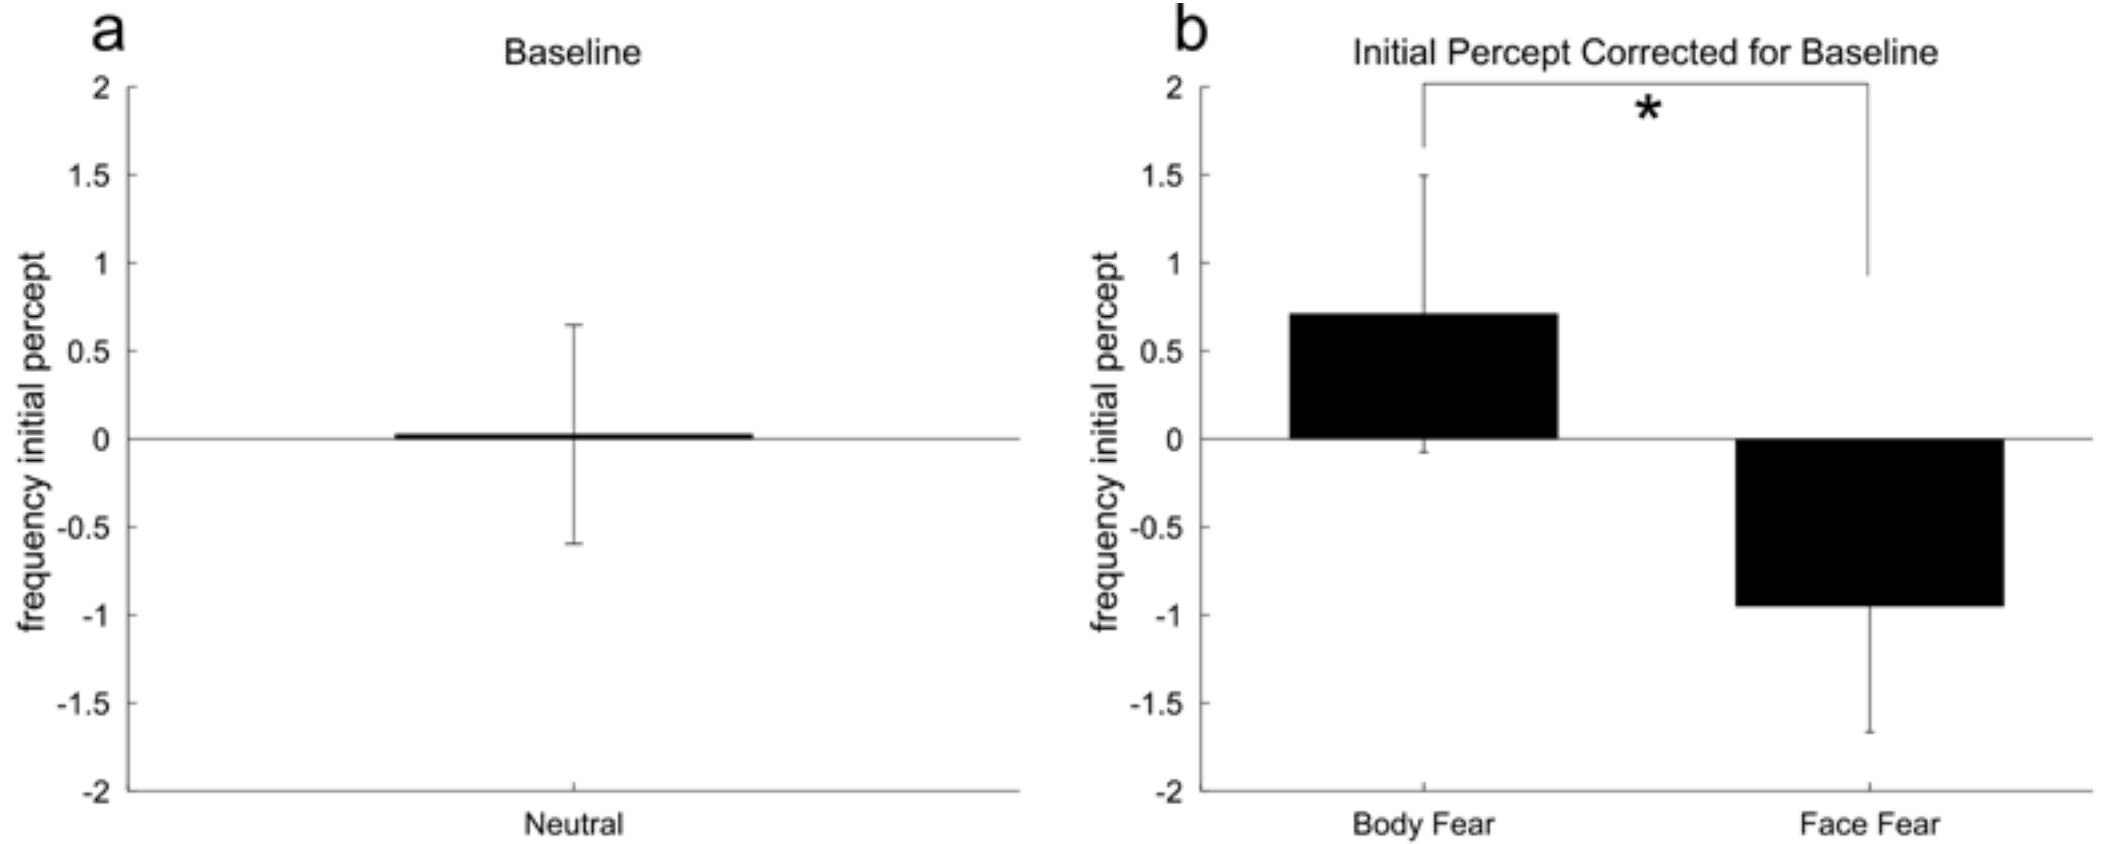 a
Baseline
frequency initial percept
2
1.5
1
0.5
0
-0.5
-1
-1.5
-2
Neutral
b
Initial Percept Corrected for Baseline
*
frequency initial percept
2
1.5
1
0.5
0
-0.5
-1
-1.5
-2
Body Fear
Face Fear